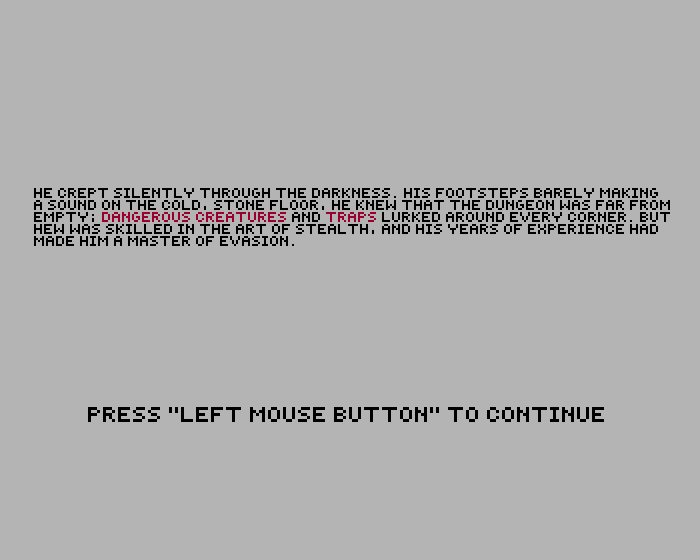 HE CREPT SILENTLY THROUGH THE DARKNESS, HIS FOOTSTEPS BARELY MAKING
A SOUND ON THE COLD, STONE FLOOR. HE KNEW THAT THE DUNGEON WAS FAR FROM
EMPTY; DANGEROUS CREATURES AND TRAPS LURKED AROUND EVERY CORNER. BUT
HEW WAS SKILLED IN THE ART OF STEALTH, AND HIS YEARS OF EXPERIENCE HAD
MADE HIM A MASTER OF EVASION.
PRESS "LEFT MOUSE BUTTON" TO CONTINUE